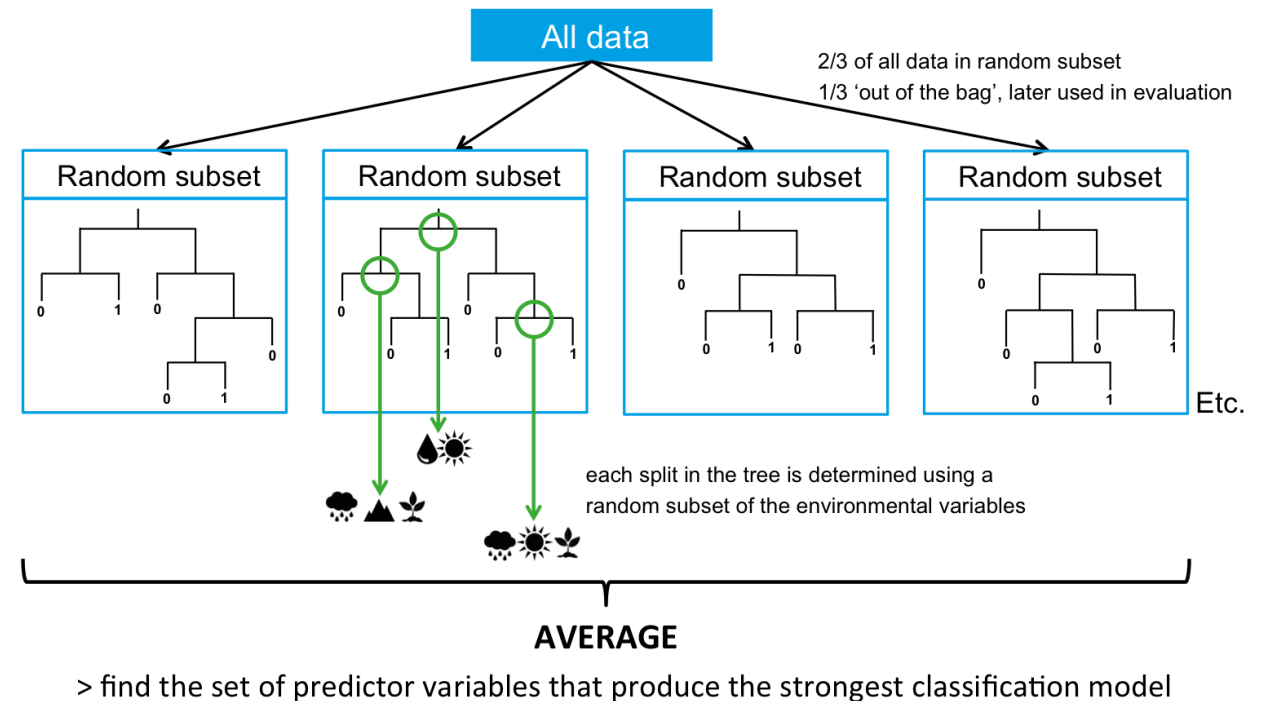 All data
2/3 of all data in random subset
1/3 ‘out of the bag’, later used in evaluation
Random subset
Random subset
Random subset
Random subset
0
1
0
0
1
0
0
0
1
0
0
1
0
0
1
0
1
0
0
0
1
0
1
Etc.
each split in the tree is determined using a
random subset of the environmental variables
AVERAGE
> find the set of predictor variables that produce the strongest classification model